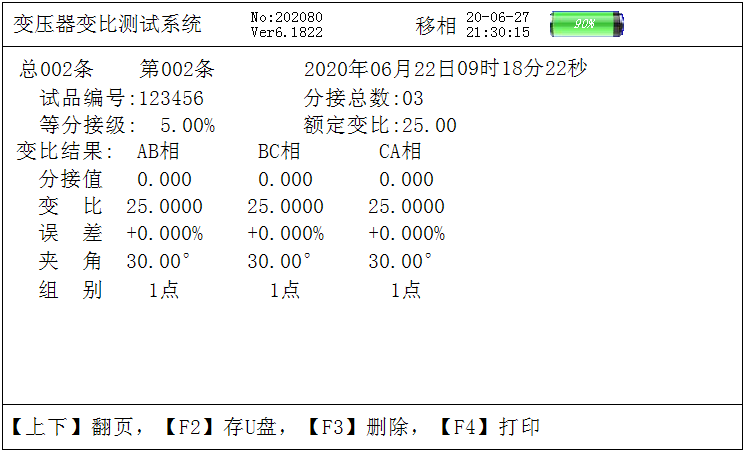 变压器变比测试系统 No:202080 移相 20-06-27 90%
Ver6.1822 21:30:15
总002条 第002条 2020年06月22日09时18分22秒
试品编号:123456 分接总数:03
等分接级: 5.00% 额定变比:25.00
变比结果: AB相 BC相 CA相
分接值 0.000 0.000 0.000
变 比 25.0000 25.0000 25.0000
误 差 +0.000% +0.000% +0.000%
夹 角 30.00° 30.00° 30.00°
组 别 1点 1点 1点
【上下】翻页，【F2】存U盘，【F3】删除，【F4】打印